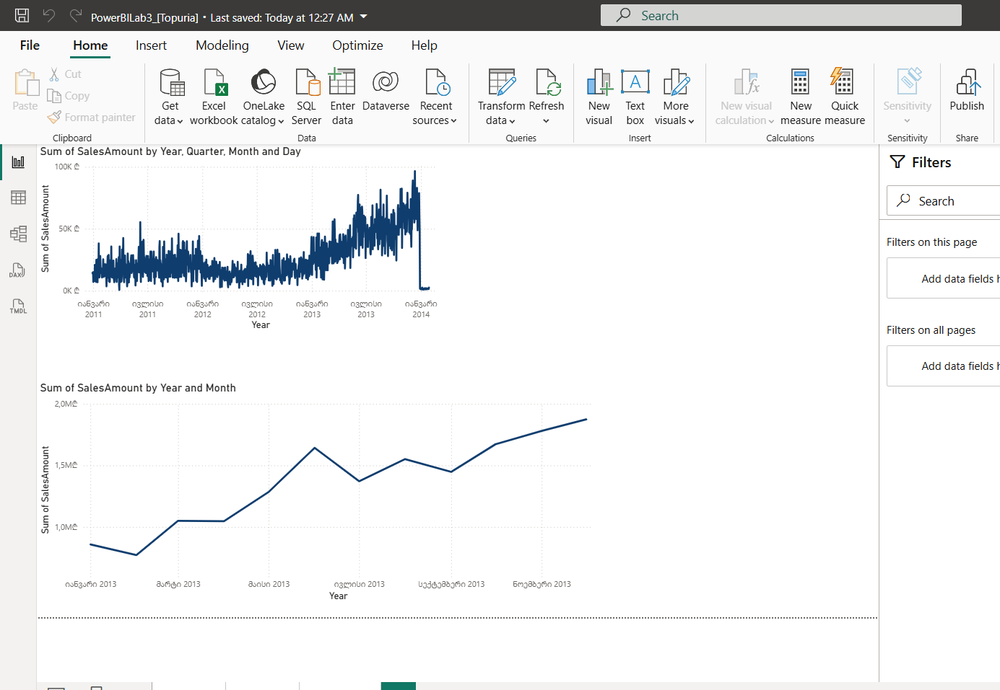 PowerBILab3_[Topuria] • Last saved: Today at 12:27 AM
Search
File Home Insert Modeling View Optimize Help
Paste
Cut
Copy
Format painter
Clipboard
Get data
Excel workbook
OneLake catalog
SQL Server
Enter data
Dataverse
Recent sources
Data
Transform data
Refresh
Queries
New visual
Text box
More visuals
Insert
New visual calculation
New measure
Quick measure
Calculations
Sensitivity
Sensitivity
Publish
Share
DAX
TMDL
Sum of SalesAmount by Year, Quarter, Month and Day
Sum of SalesAmount
100K ₾
50K ₾
0K ₾
იანვარი 2011
ივლისი 2011
იანვარი 2012
ივლისი 2012
იანვარი 2013
ივლისი 2013
იანვარი 2014
Year
Sum of SalesAmount by Year and Month
Sum of SalesAmount
2,0M₾
1,5M₾
1,0M₾
იანვარი 2013
მარტი 2013
მაისი 2013
ივლისი 2013
სექტემბერი 2013
ნოემბერი 2013
Year
Filters
Search
Filters on this page
Add data fields h
Filters on all pages
Add data fields h